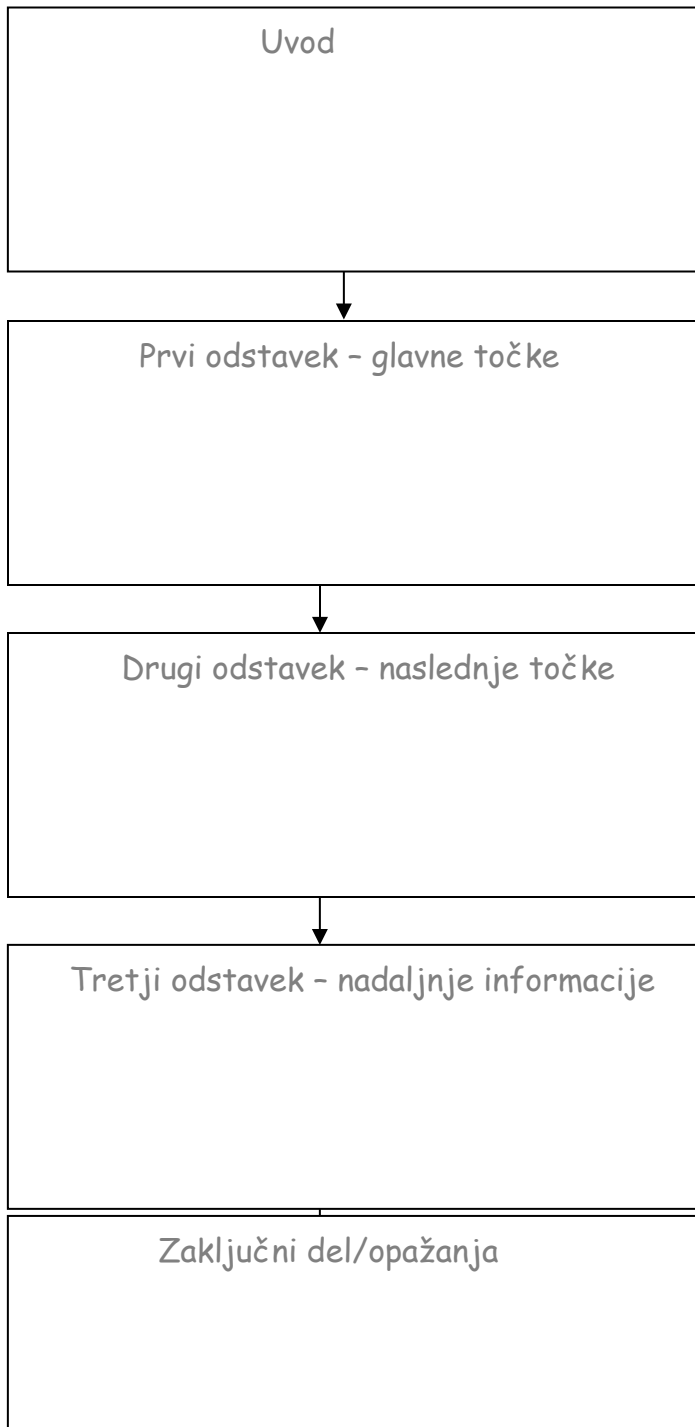 Uvod
Prvi odstavek – glavne točke
Drugi odstavek – naslednje točke
Tretji odstavek – nadaljnje informacije
Zaključni del/opažanja